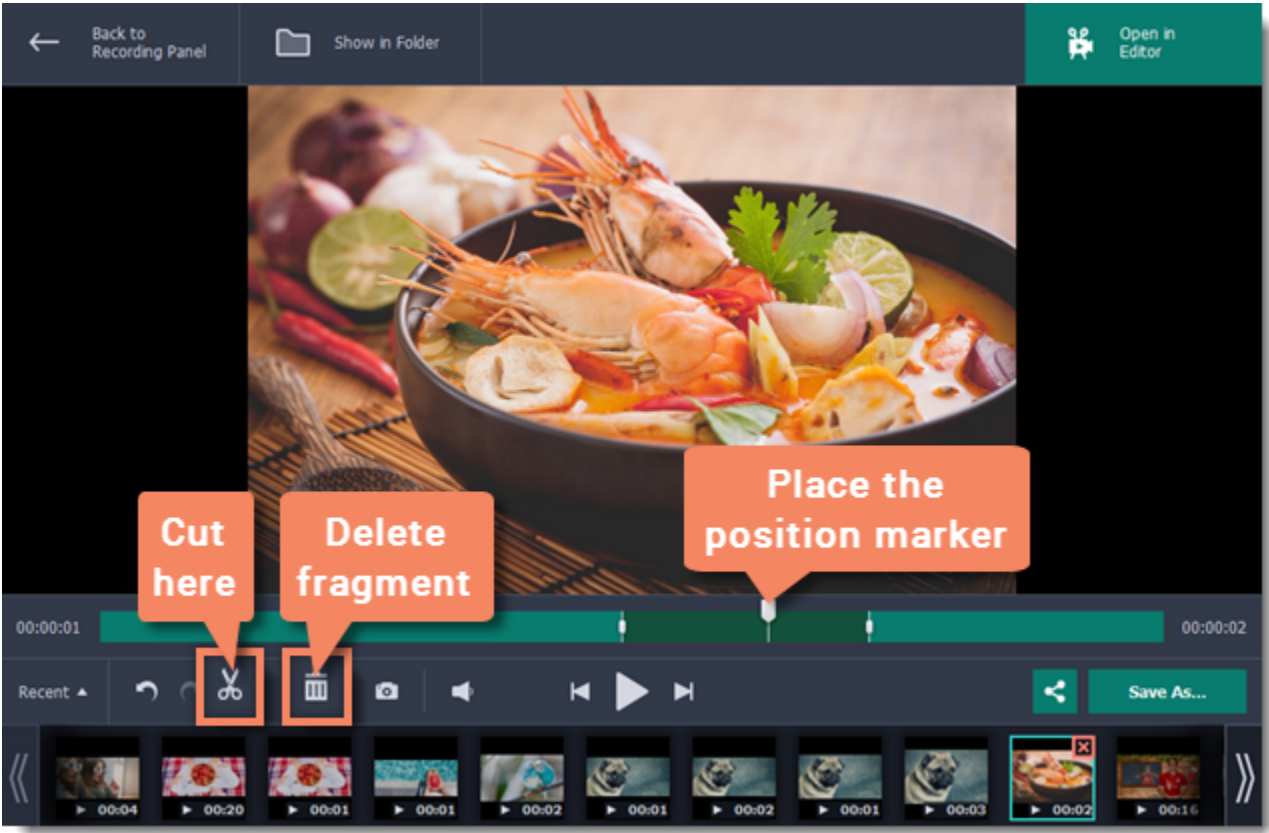 Back to
Recording Panel
Show in Folder
Open in
Editor
Place the
position marker
Cut
here
Delete
fragment
00:00:01
00:00:02
Recent
Save As...
00:04
00:20
00:01
00:01
00:02
00:01
00:02
00:01
00:03
00:02
00:16